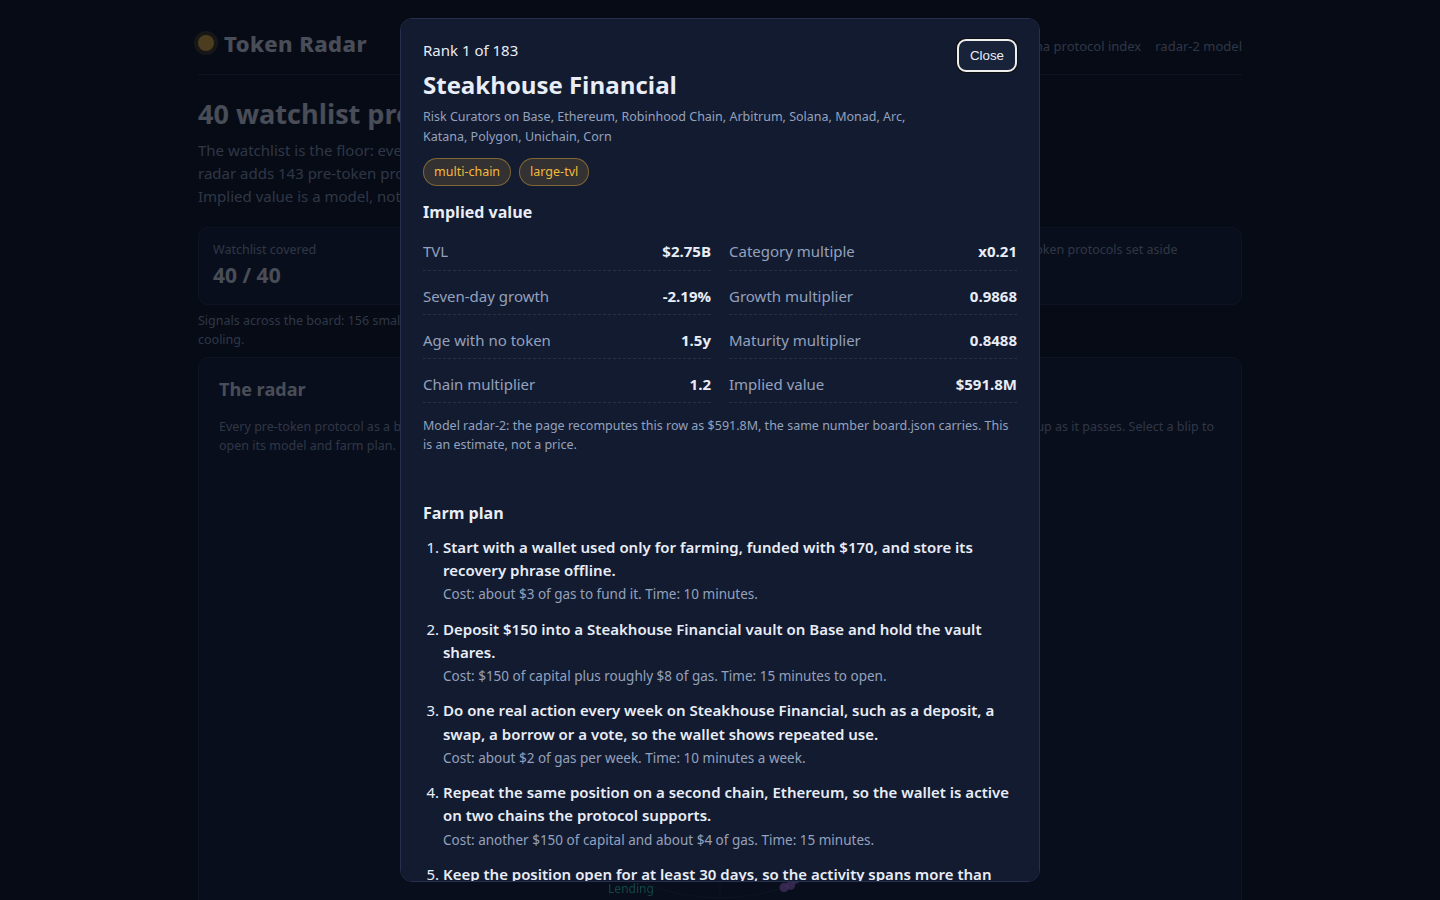 Token Radar
na protocol index radar-2 model
40 watchlist pr
The watchlist is the floor: eve
radar adds 143 pre-token pro
Implied value is a model, not
Watchlist covered
40 / 40
oken protocols set aside
Signals across the board: 156 smal
cooling.
The radar
Every pre-token protocol as a b
up as it passes. Select a blip to
open its model and farm plan.
Rank 1 of 183
Close
Steakhouse Financial
Risk Curators on Base, Ethereum, Robinhood Chain, Arbitrum, Solana, Monad, Arc,
Katana, Polygon, Unichain, Corn
multi-chain large-tvl
Implied value
TVL $2.75B Category multiple x0.21
Seven-day growth -2.19% Growth multiplier 0.9868
Age with no token 1.5y Maturity multiplier 0.8488
Chain multiplier 1.2 Implied value $591.8M
Model radar-2: the page recomputes this row as $591.8M, the same number board.json carries. This
is an estimate, not a price.
Farm plan
1. Start with a wallet used only for farming, funded with $170, and store its
recovery phrase offline.
Cost: about $3 of gas to fund it. Time: 10 minutes.
2. Deposit $150 into a Steakhouse Financial vault on Base and hold the vault
shares.
Cost: $150 of capital plus roughly $8 of gas. Time: 15 minutes to open.
3. Do one real action every week on Steakhouse Financial, such as a deposit, a
swap, a borrow or a vote, so the wallet shows repeated use.
Cost: about $2 of gas per week. Time: 10 minutes a week.
4. Repeat the same position on a second chain, Ethereum, so the wallet is active
on two chains the protocol supports.
Cost: another $150 of capital and about $4 of gas. Time: 15 minutes.
5. Keep the position open for at least 30 days, so the activity spans more than
Lending